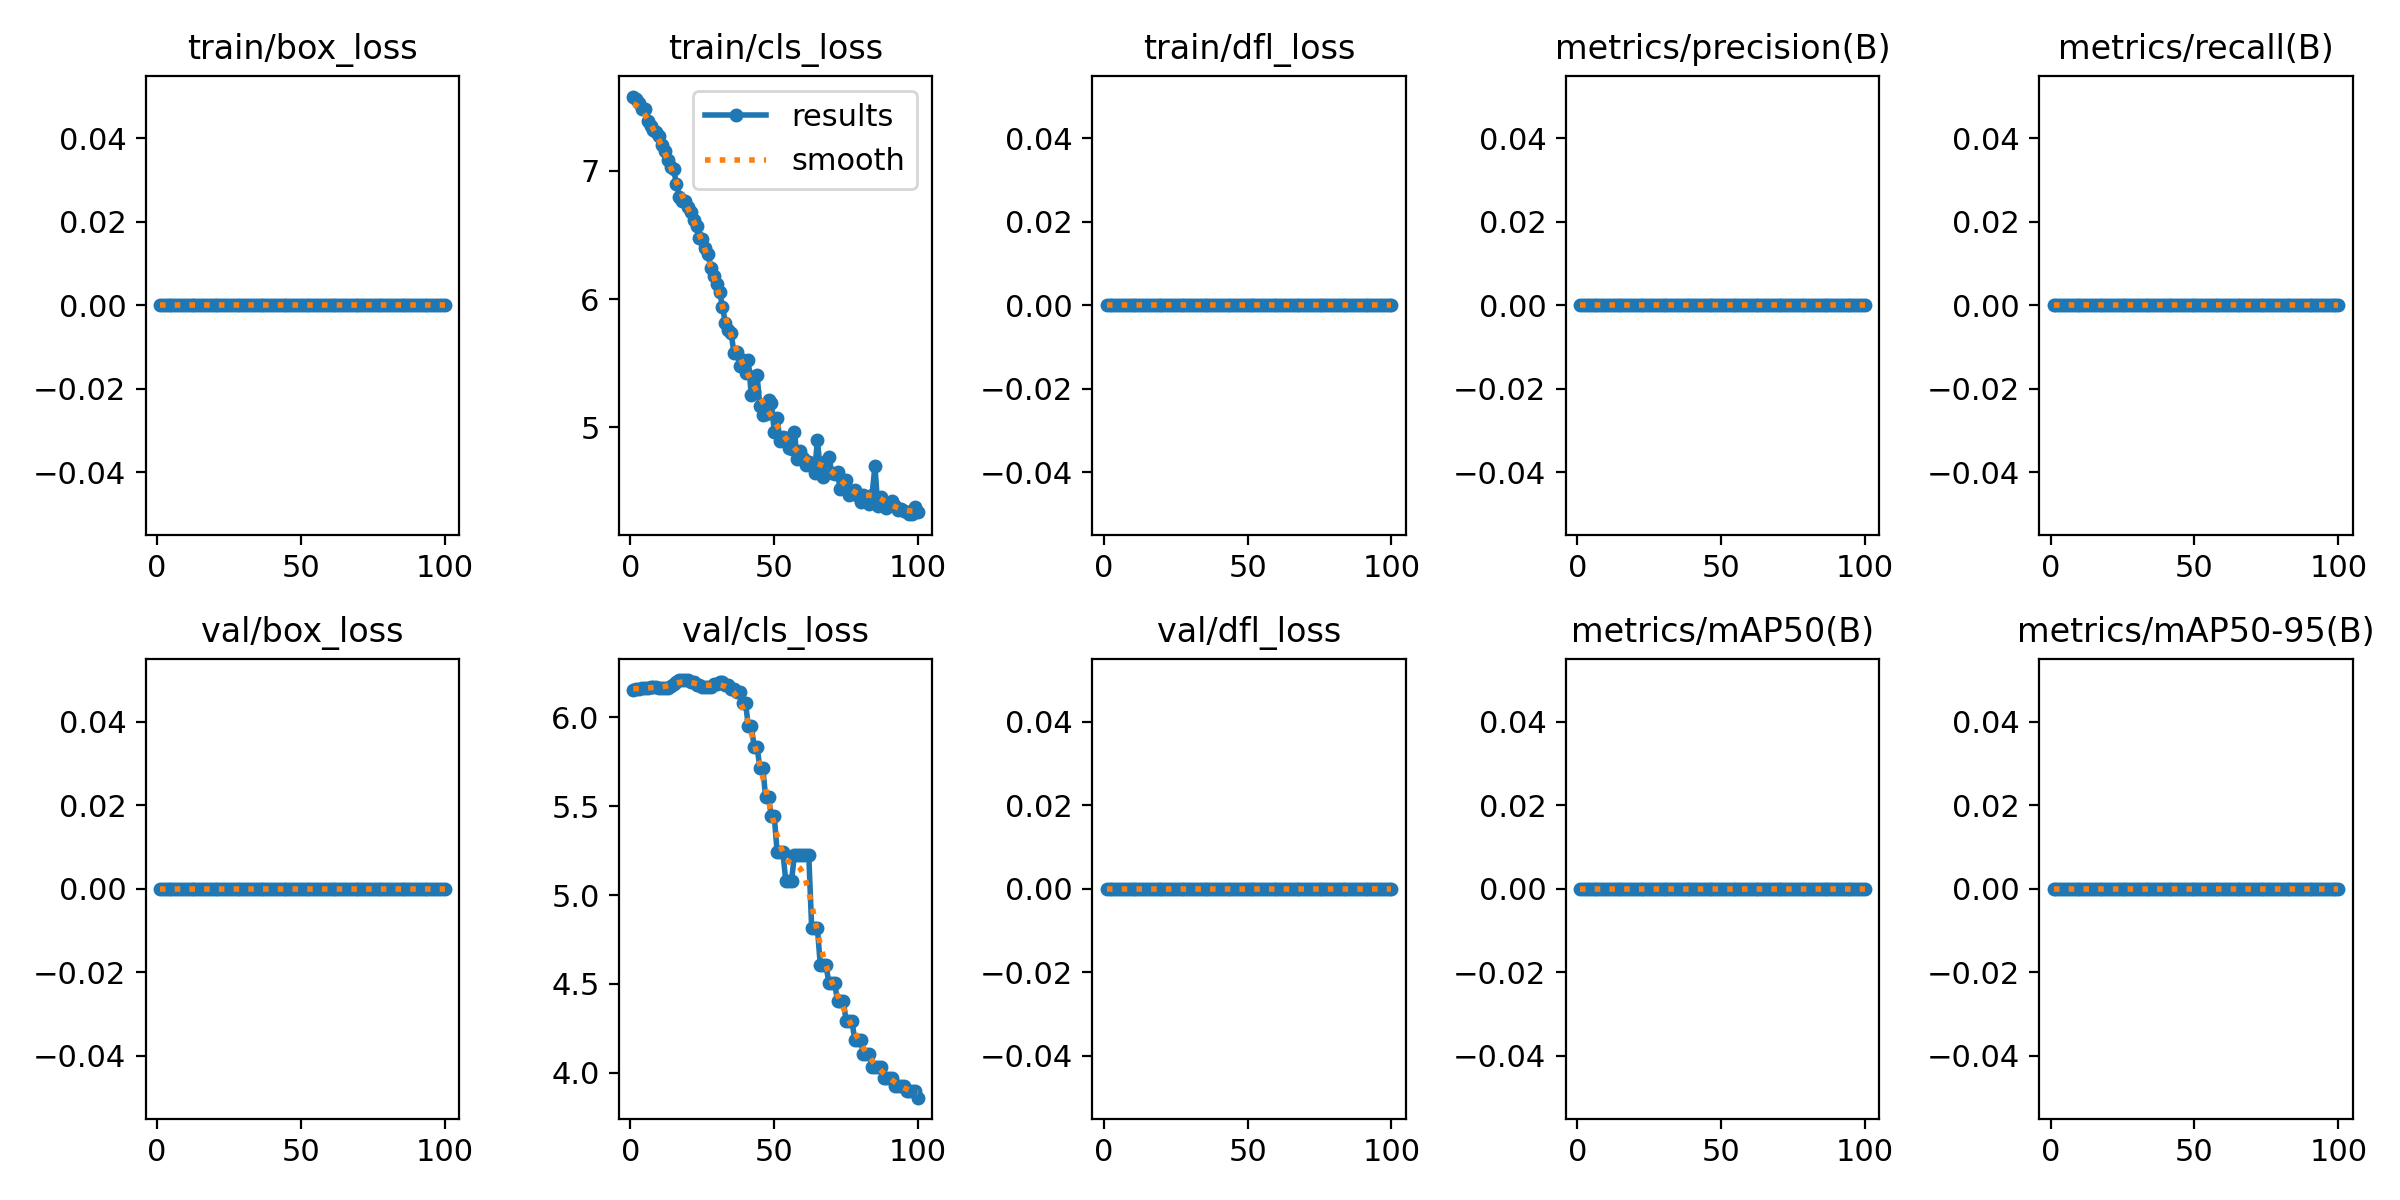 train/box_loss
0.04
0.02
0.00
−0.02
−0.04
0 50 100
train/cls_loss
results
smooth
7
6
5
0 50 100
train/dfl_loss
0.04
0.02
0.00
−0.02
−0.04
0 50 100
metrics/precision(B)
0.04
0.02
0.00
−0.02
−0.04
0 50 100
metrics/recall(B)
0.04
0.02
0.00
−0.02
−0.04
0 50 100
val/box_loss
0.04
0.02
0.00
−0.02
−0.04
0 50 100
val/cls_loss
6.0
5.5
5.0
4.5
4.0
0 50 100
val/dfl_loss
0.04
0.02
0.00
−0.02
−0.04
0 50 100
metrics/mAP50(B)
0.04
0.02
0.00
−0.02
−0.04
0 50 100
metrics/mAP50-95(B)
0.04
0.02
0.00
−0.02
−0.04
0 50 100